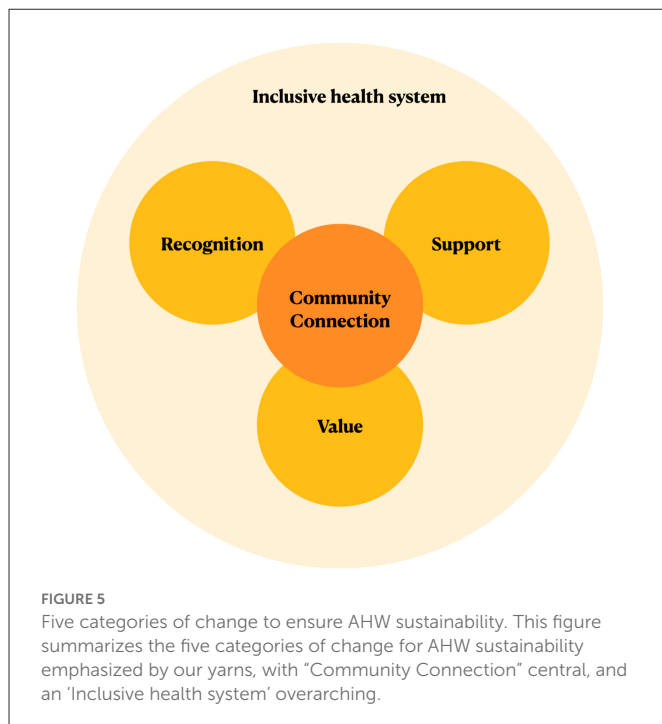 Inclusive health system
Recognition
Support
Community
Connection
Value
FIGURE 5
Five categories of change to ensure AHW sustainability. This figure
summarizes the five categories of change for AHW sustainability
emphasized by our yarns, with “Community Connection” central, and
an ‘Inclusive health system’ overarching.